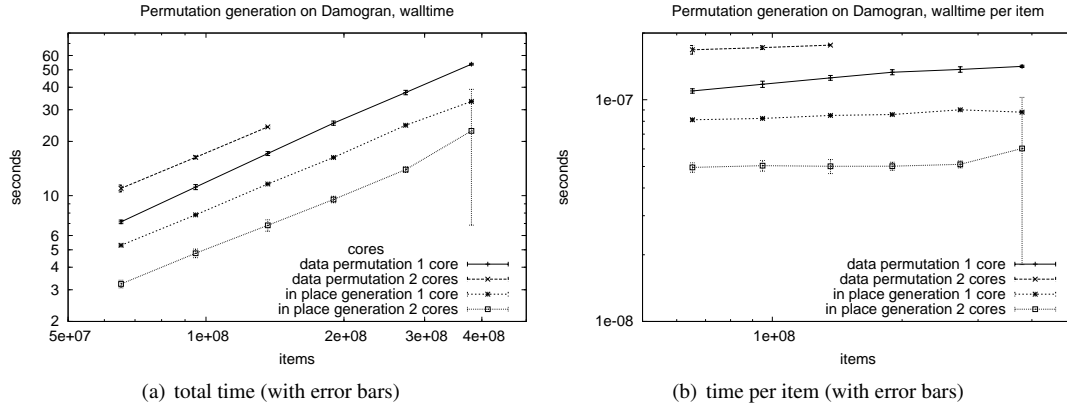 Permutation generation on Damogran, walltime
60
50
40
30
20
10
6
5
4
3
2
seconds
5e+07
1e+08
2e+08
3e+08
4e+08
items
cores
data permutation 1 core
data permutation 2 cores
in place generation 1 core
in place generation 2 cores
(a) total time (with error bars)
Permutation generation on Damogran, walltime per item
1e-07
1e-08
seconds
1e+08
items
data permutation 1 core
data permutation 2 cores
in place generation 1 core
in place generation 2 cores
(b) time per item (with error bars)